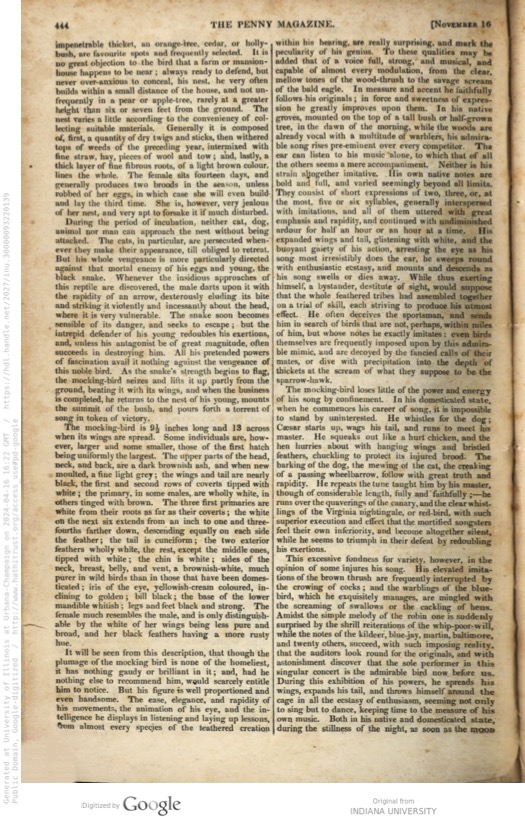 444
THE PENNY MAGAZINE.
[NOVEMBER 16
impenetrable thicket, an orange-tree, cedar, or holly-
bush, are favourite spots and frequently selected. It is
no great objection to the bird that a farm or mansion-
house happens to be near; always ready to defend, but
never over-anxious to conceal, his nest, he very often
builds within a small distance of the house, and not un-
frequently in a pear or apple-tree, rarely at a greater
height than six or seven feet from the ground. The
nest varies a little according to the conveniency of col-
lecting suitable materials. Generally it is composed
of, first, a quantity of dry twigs and sticks, then withered
tops of weeds of the preceding year, intermixed with
fine straw, hay, pieces of wool and tow; and, lastly, a
thick layer of fine fibrous roots, of a light brown colour,
lines the whole. The female sits fourteen days, and
generally produces two broods in the season, unless
robbed of her eggs, in which case she will even build
and lay the third time. She is, however, very jealous
of her nest, and very apt to forsake it if much disturbed.
During the period of incubation, neither cat, dog,
animal nor man can approach the nest without being
attacked. The cats, in particular, are persecuted when-
ever they make their appearance, till obliged to retreat.
But his whole vengeance is more particularly directed
against that mortal enemy of his eggs and young, the
black snake. Whenever the insidious approaches of
this reptile are discovered, the male darts upon it with
the rapidity of an arrow, dexterously eluding its bite
and striking it violently and incessantly about the head,
where it is very vulnerable. The snake soon becomes
sensible of its danger, and seeks to escape; but the
intrepid defender of his young redoubles his exertions,
and, unless his antagonist be of great magnitude, often
succeeds in destroying him. All his pretended powers
of fascination avail it nothing against the vengeance of
this noble bird. As the snake's strength begins to flag,
the mocking-bird seizes and lifts it up partly from the
ground, beating it with its wings, and when the business
is completed, he returns to the nest of his young, mounts
the summit of the bush, and pours forth a torrent of
song in token of victory.
The mocking-bird is 9½ inches long and 13 across
when its wings are spread. Some individuals are, how-
ever, larger and some smaller, those of the first hatch
being uniformly the largest. The upper parts of the head,
neck, and back, are a dark brownish ash, and when new
moulted, a fine light grey; the wings and tail are nearly
black, the first and second rows of coverts tipped with
white; the primary, in some males, are wholly white, in
others tinged with brown. The three first primaries are
white from their roots as far as their coverts; the white
on the next six extends from an inch to one and three-
fourths farther down, descending equally on each side
the feather; the tail is cuneiform; the two exterior
feathers wholly white, the rest, except the middle ones,
tipped with white; the chin is white; sides of the
neck, breast, belly, and vent, a brownish-white, much
purer in wild birds than in those that have been domes-
ticated; iris of the eye, yellowish-cream coloured, in-
clining to golden; bill black; the base of the lower
mandible whitish; legs and feet black and strong. The
female much resembles the male, and is only distinguish-
able by the white of her wings being less pure and
broad, and her black feathers having a more rusty
hue.
It will be seen from this description, that though the
plumage of the mocking bird is none of the homeliest,
it has nothing gaudy or brilliant in it; and, had he
nothing else to recommend him, would scarcely entitle
him to notice. But his figure is well proportioned and
even handsome. The ease, elegance, and rapidity of
his movements, the animation of his eye, and the in-
telligence he displays in listening and laying up lessons,
from almost every species of the feathered creation
within his hearing, are really surprising, and mark the
peculiarity of his genius. To these qualities may be
added that of a voice full, strong, and musical, and
capable of almost every modulation, from the clear,
mellow tones of the wood-thrush to the savage scream
of the bald eagle. In measure and accent he faithfully
follows his originals; in force and sweetness of expres-
sion he greatly improves upon them. In his native
groves, mounted on the top of a tall bush or half-grown
tree, in the dawn of the morning, while the woods are
already vocal with a multitude of warblers, his admira-
ble song rises pre-eminent over every competitor. The
ear can listen to his music alone, to which that of all
the others seems a mere accompaniment. Neither is his
strain altogether imitative. His own native notes are
bold and full, and varied seemingly beyond all limits.
They consist of short expressions of two, three, or, at
the most, five or six syllables, generally interspersed
with imitations, and all of them uttered with great
emphasis and rapidity, and continued with undiminished
ardour for half an hour or an hour at a time. His
expanded wings and tail, glistening with white, and the
buoyant gaiety of his action, arresting the eye as his
song most irresistibly does the ear, he sweeps round
with enthusiastic ecstasy, and mounts and descends as
his song swells or dies away. While thus exerting
himself, a bystander, destitute of sight, would suppose
that the whole feathered tribes had assembled together
on a trial of skill, each striving to produce his utmost
effect. He often deceives the sportsman, and sends
him in search of birds that are not, perhaps, within miles
of him, but whose notes he exactly imitates: even birds
themselves are frequently imposed upon by this admira-
ble mimic, and are decoyed by the fancied calls of their
mates, or dive with precipitation into the depth of
thickets at the scream of what they suppose to be the
sparrow-hawk.
The mocking-bird loses little of the power and energy
of his song by confinement. In his domesticated state,
when he commences his career of song, it is impossible
to stand by uninterested. He whistles for the dog;
Cæsar starts up, wags his tail, and runs to meet his
master. He squeaks out like a hurt chicken, and the
hen hurries about with hanging wings and bristled
feathers, chuckling to protect its injured brood. The
barking of the dog, the mewing of the cat, the creaking
of a passing wheelbarrow, follow with great truth and
rapidity. He repeats the tune taught him by his master,
though of considerable length, fully and faithfully;—he
runs over the quaverings of the canary, and the clear whist-
lings of the Virginia nightingale, or red-bird, with such
superior execution and effect that the mortified songsters
feel their own inferiority, and become altogether silent,
while he seems to triumph in their defeat by redoubling
his exertions.
This excessive fondness for variety, however, in the
opinion of some injures his song. His elevated imita-
tions of the brown thrush are frequently interrupted by
the crowing of cocks; and the warblings of the blue-
bird, which he exquisitely manages, are mingled with
the screaming of swallows or the cackling of hens.
Amidst the simple melody of the robin one is suddenly
surprised by the shrill reiterations of the whip-poor-will,
while the notes of the kildeer, blue-jay, martin, baltimore,
and twenty others, succeed, with such imposing reality,
that the auditors look round for the originals, and with
astonishment discover that the sole performer in this
singular concert is the admirable bird now before us.
During this exhibition of his powers, he spreads his
wings, expands his tail, and throws himself around the
cage in all the ecstasy of enthusiasm, seeming not only
to sing but to dance, keeping time to the measure of his
own music. Both in his native and domesticated state,
during the stillness of the night, as soon as the moon
Generated at University of Illinois at Urbana-Champaign on 2024-04-16 16:22 GMT / https://hdl.handle.net/2027/inu.30000093220139
Public Domain, Google-digitized / http://www.hathitrust.org/access_use#pd-google
Digitized by Google
Original from
INDIANA UNIVERSITY